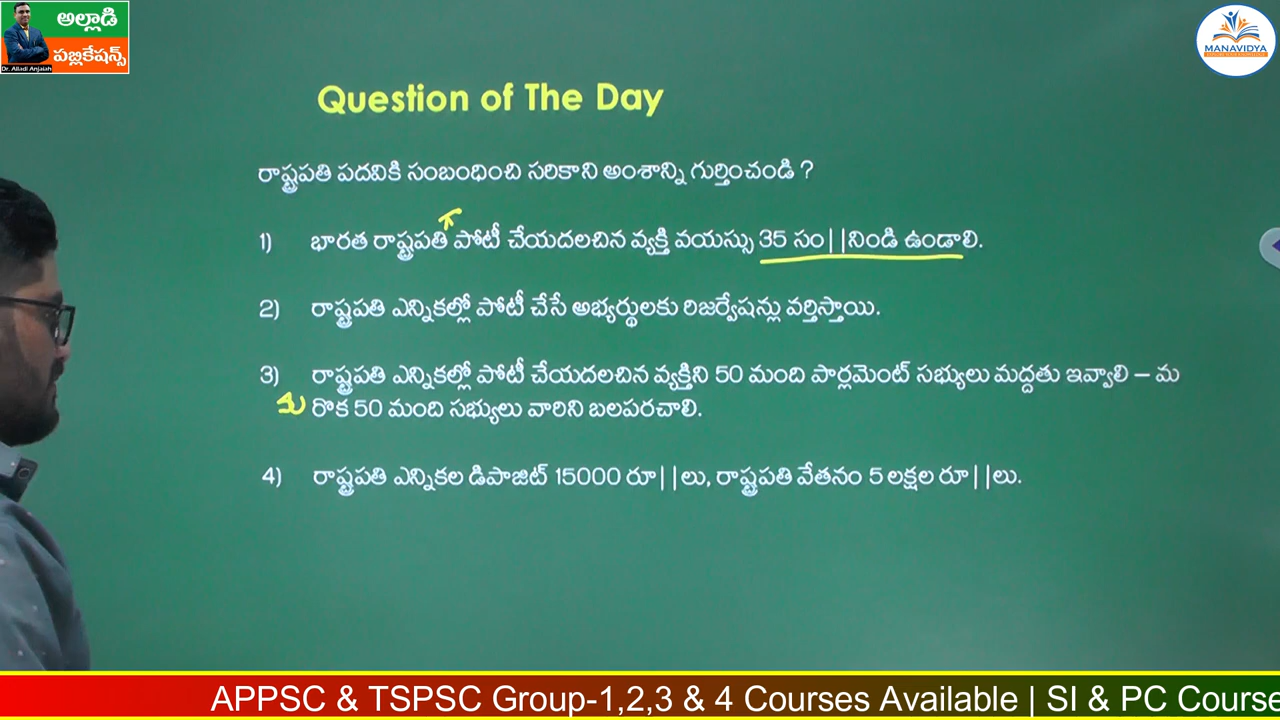 అల్లాడి
పబ్లికేషన్స్
Dr. Alladi Anjaiah
MANAVIDYA
Question of The Day
రాష్ట్రపతి పదవికి సంబంధించి సరికాని అంశాన్ని గుర్తించండి ?
1) భారత రాష్ట్రపతి పోటీ చేయదలచిన వ్యక్తి వయస్సు 35 సం||నిండి ఉండాలి.
2) రాష్ట్రపతి ఎన్నికల్లో పోటీ చేసే అభ్యర్థులకు రిజర్వేషన్లు వర్తిస్తాయి.
3) రాష్ట్రపతి ఎన్నికల్లో పోటీ చేయదలచిన వ్యక్తిని 50 మంది పార్లమెంట్ సభ్యులు మద్దతు ఇవ్వాలి – మ
రొక 50 మంది సభ్యులు వారిని బలపరచాలి.
4) రాష్ట్రపతి ఎన్నికల డిపాజిట్ 15000 రూ||లు, రాష్ట్రపతి వేతనం 5 లక్షల రూ||లు.
APPSC & TSPSC Group-1,2,3 & 4 Courses Available | SI & PC Course